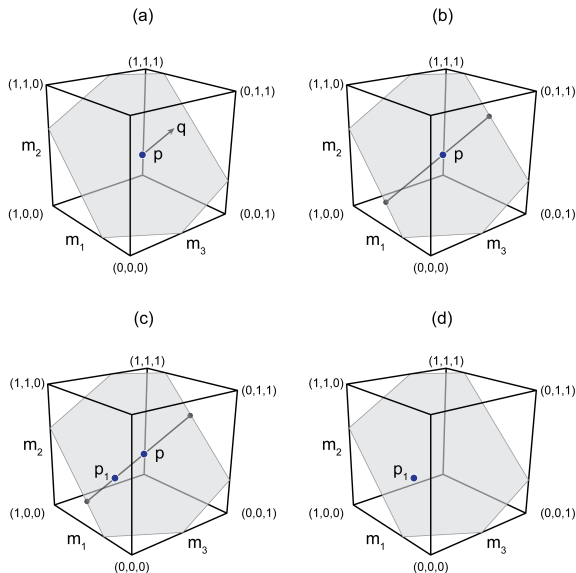 (a)
(1,1,1)
(1,1,0)
(0,1,1)
q
p
m2
(1,0,0)
(0,0,1)
m1
m3
(0,0,0)
(b)
(1,1,1)
(1,1,0)
(0,1,1)
p
m2
(1,0,0)
(0,0,1)
m1
m3
(0,0,0)
(c)
(1,1,1)
(1,1,0)
(0,1,1)
m2
p
p1
(1,0,0)
(0,0,1)
m1
m3
(0,0,0)
(d)
(1,1,1)
(1,1,0)
(0,1,1)
m2
p1
(1,0,0)
(0,0,1)
m1
m3
(0,0,0)